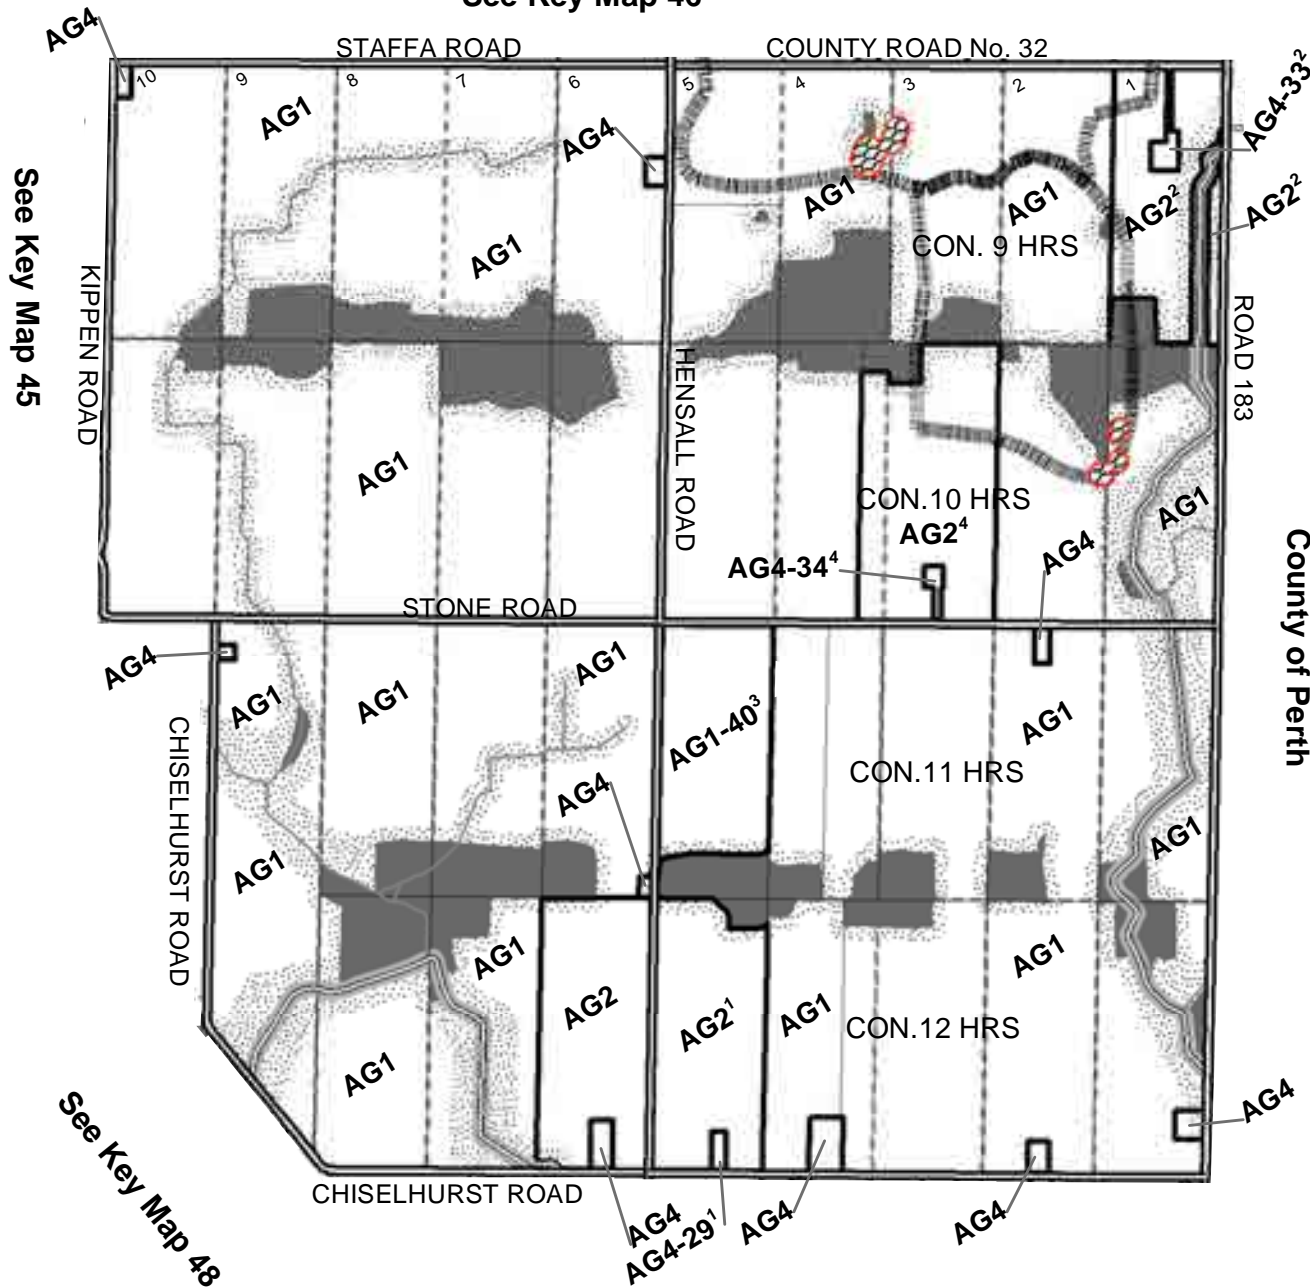 AG4
STAFFA ROAD
COUNTY ROAD No. 32
10
9
8
7
6
5
4
3
2
1
AG4-33²
AG1
AG4
AG1
AG1
AG2²
AG2²
See Key Map 45
KIPPEN ROAD
AG1
CON. 9 HRS
ROAD 183
HENSALL ROAD
AG1
CON.10 HRS
AG2⁴
AG1
AG4
AG4-34⁴
County of Perth
STONE ROAD
AG4
AG1
AG1
AG1
AG1-40³
AG1
CHISELHURST ROAD
CON.11 HRS
AG4
AG1
AG1
AG1
AG1
AG2
AG2¹
AG1
CON.12 HRS
AG1
AG4
See Key Map 48
CHISELHURST ROAD
AG4
AG4-29¹
AG4
AG4